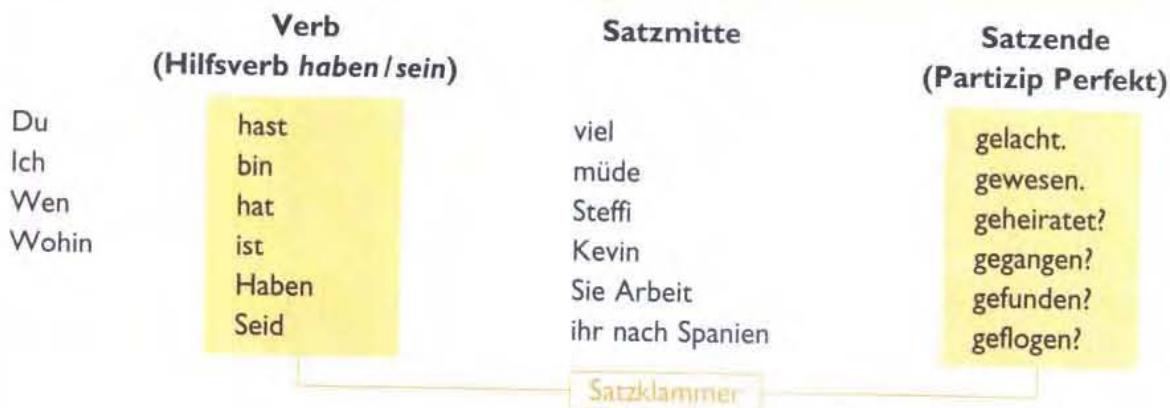 Verb Satzmitte Satzende
(Hilfsverb haben / sein) (Partizip Perfekt)
Du hast viel gelacht.
Ich bin müde gewesen.
Wen hat Steffi geheiratet?
Wohin ist Kevin gegangen?
Haben Sie Arbeit gefunden?
Seid ihr nach Spanien geflogen?
Satzklammer